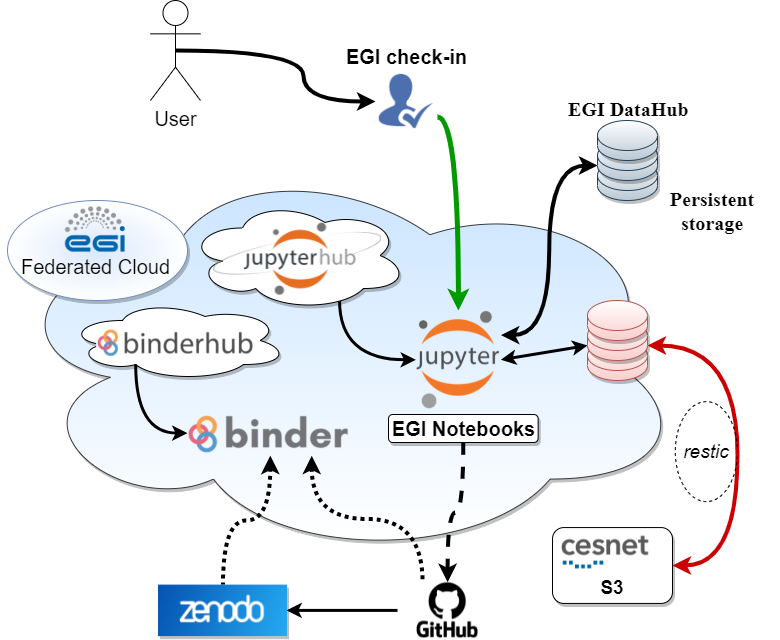 User
EGI check-in
EGI DataHub
Persistent
storage
egi
Federated Cloud
jupyterhub
binderhub
jupyter
binder
EGI Notebooks
restic
cesnet
S3
zenodo
GitHub